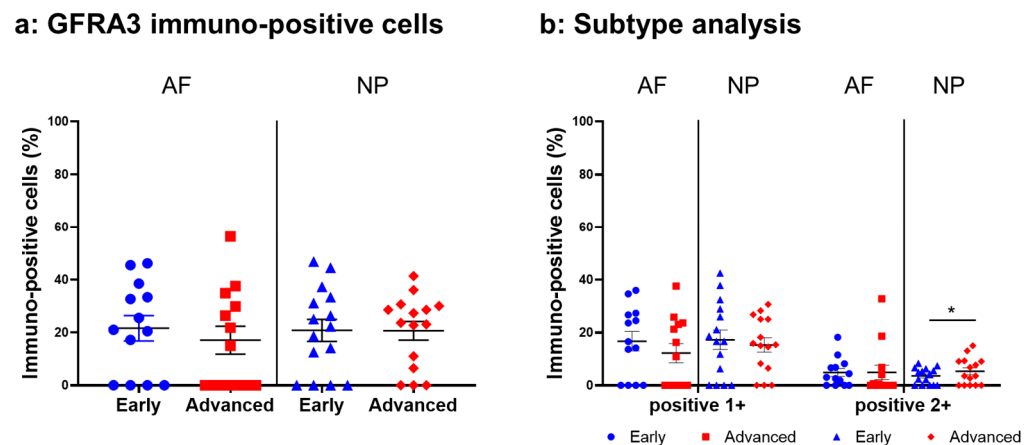 a: GFRA3 immuno-positive cells
AF NP
Immuno-positive cells (%)
100
80
60
40
20
0
Early Advanced Early Advanced
b: Subtype analysis
AF NP AF NP
Immuno-positive cells (%)
100
80
60
40
20
0
*
positive 1+ positive 2+
Early Advanced Early Advanced